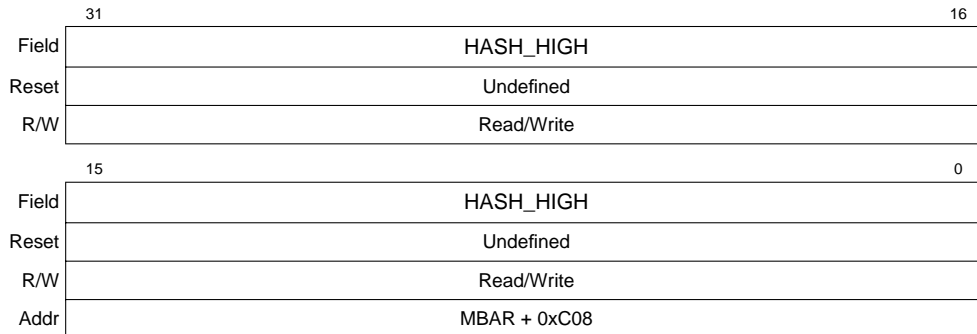 31 16
Field HASH_HIGH
Reset Undefined
R/W Read/Write
15 0
Field HASH_HIGH
Reset Undefined
R/W Read/Write
Addr MBAR + 0xC08